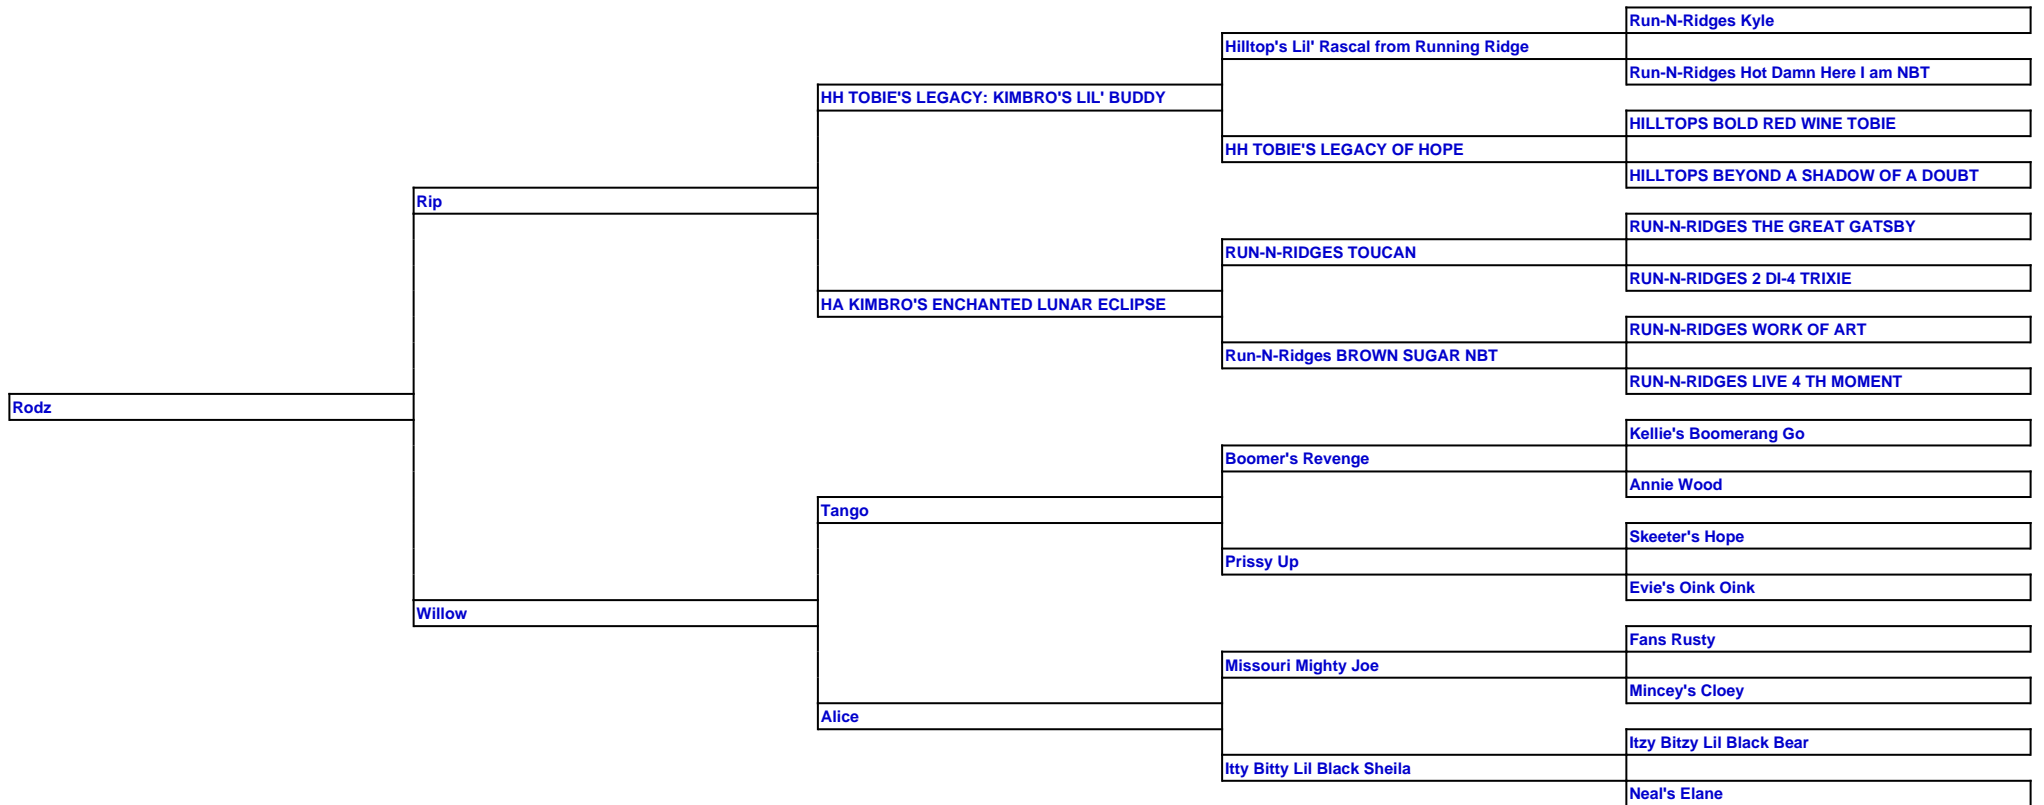 Run-N-Ridges Kyle
Hilltop's Lil' Rascal from Running Ridge
Run-N-Ridges Hot Damn Here I am NBT
HH TOBIE'S LEGACY: KIMBRO'S LIL' BUDDY
HILLTOPS BOLD RED WINE TOBIE
HH TOBIE'S LEGACY OF HOPE
HILLTOPS BEYOND A SHADOW OF A DOUBT
Rip
RUN-N-RIDGES THE GREAT GATSBY
RUN-N-RIDGES TOUCAN
RUN-N-RIDGES 2 DI-4 TRIXIE
HA KIMBRO'S ENCHANTED LUNAR ECLIPSE
RUN-N-RIDGES WORK OF ART
Run-N-Ridges BROWN SUGAR NBT
RUN-N-RIDGES LIVE 4 TH MOMENT
Rodz
Kellie's Boomerang Go
Boomer's Revenge
Annie Wood
Tango
Skeeter's Hope
Prissy Up
Evie's Oink Oink
Willow
Fans Rusty
Missouri Mighty Joe
Mincey's Cloey
Alice
Itzy Bitzy Lil Black Bear
Itty Bitty Lil Black Sheila
Neal's Elane